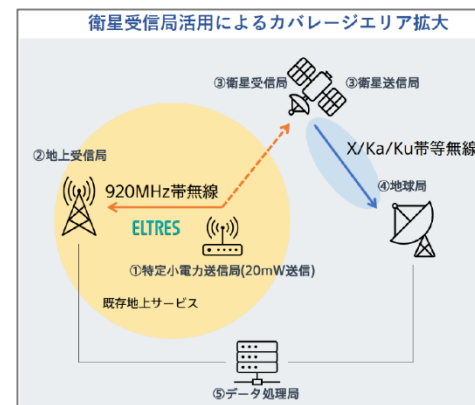 衛星受信局活用によるカバレージエリア拡大
③衛星受信局
③衛星送信局
②地上受信局
X/Ka/Ku帯等無線
920MHz帯無線
④地球局
ELTRES
①特定小電力送信局(20mW送信)
既存地上サービス
⑤データ処理局